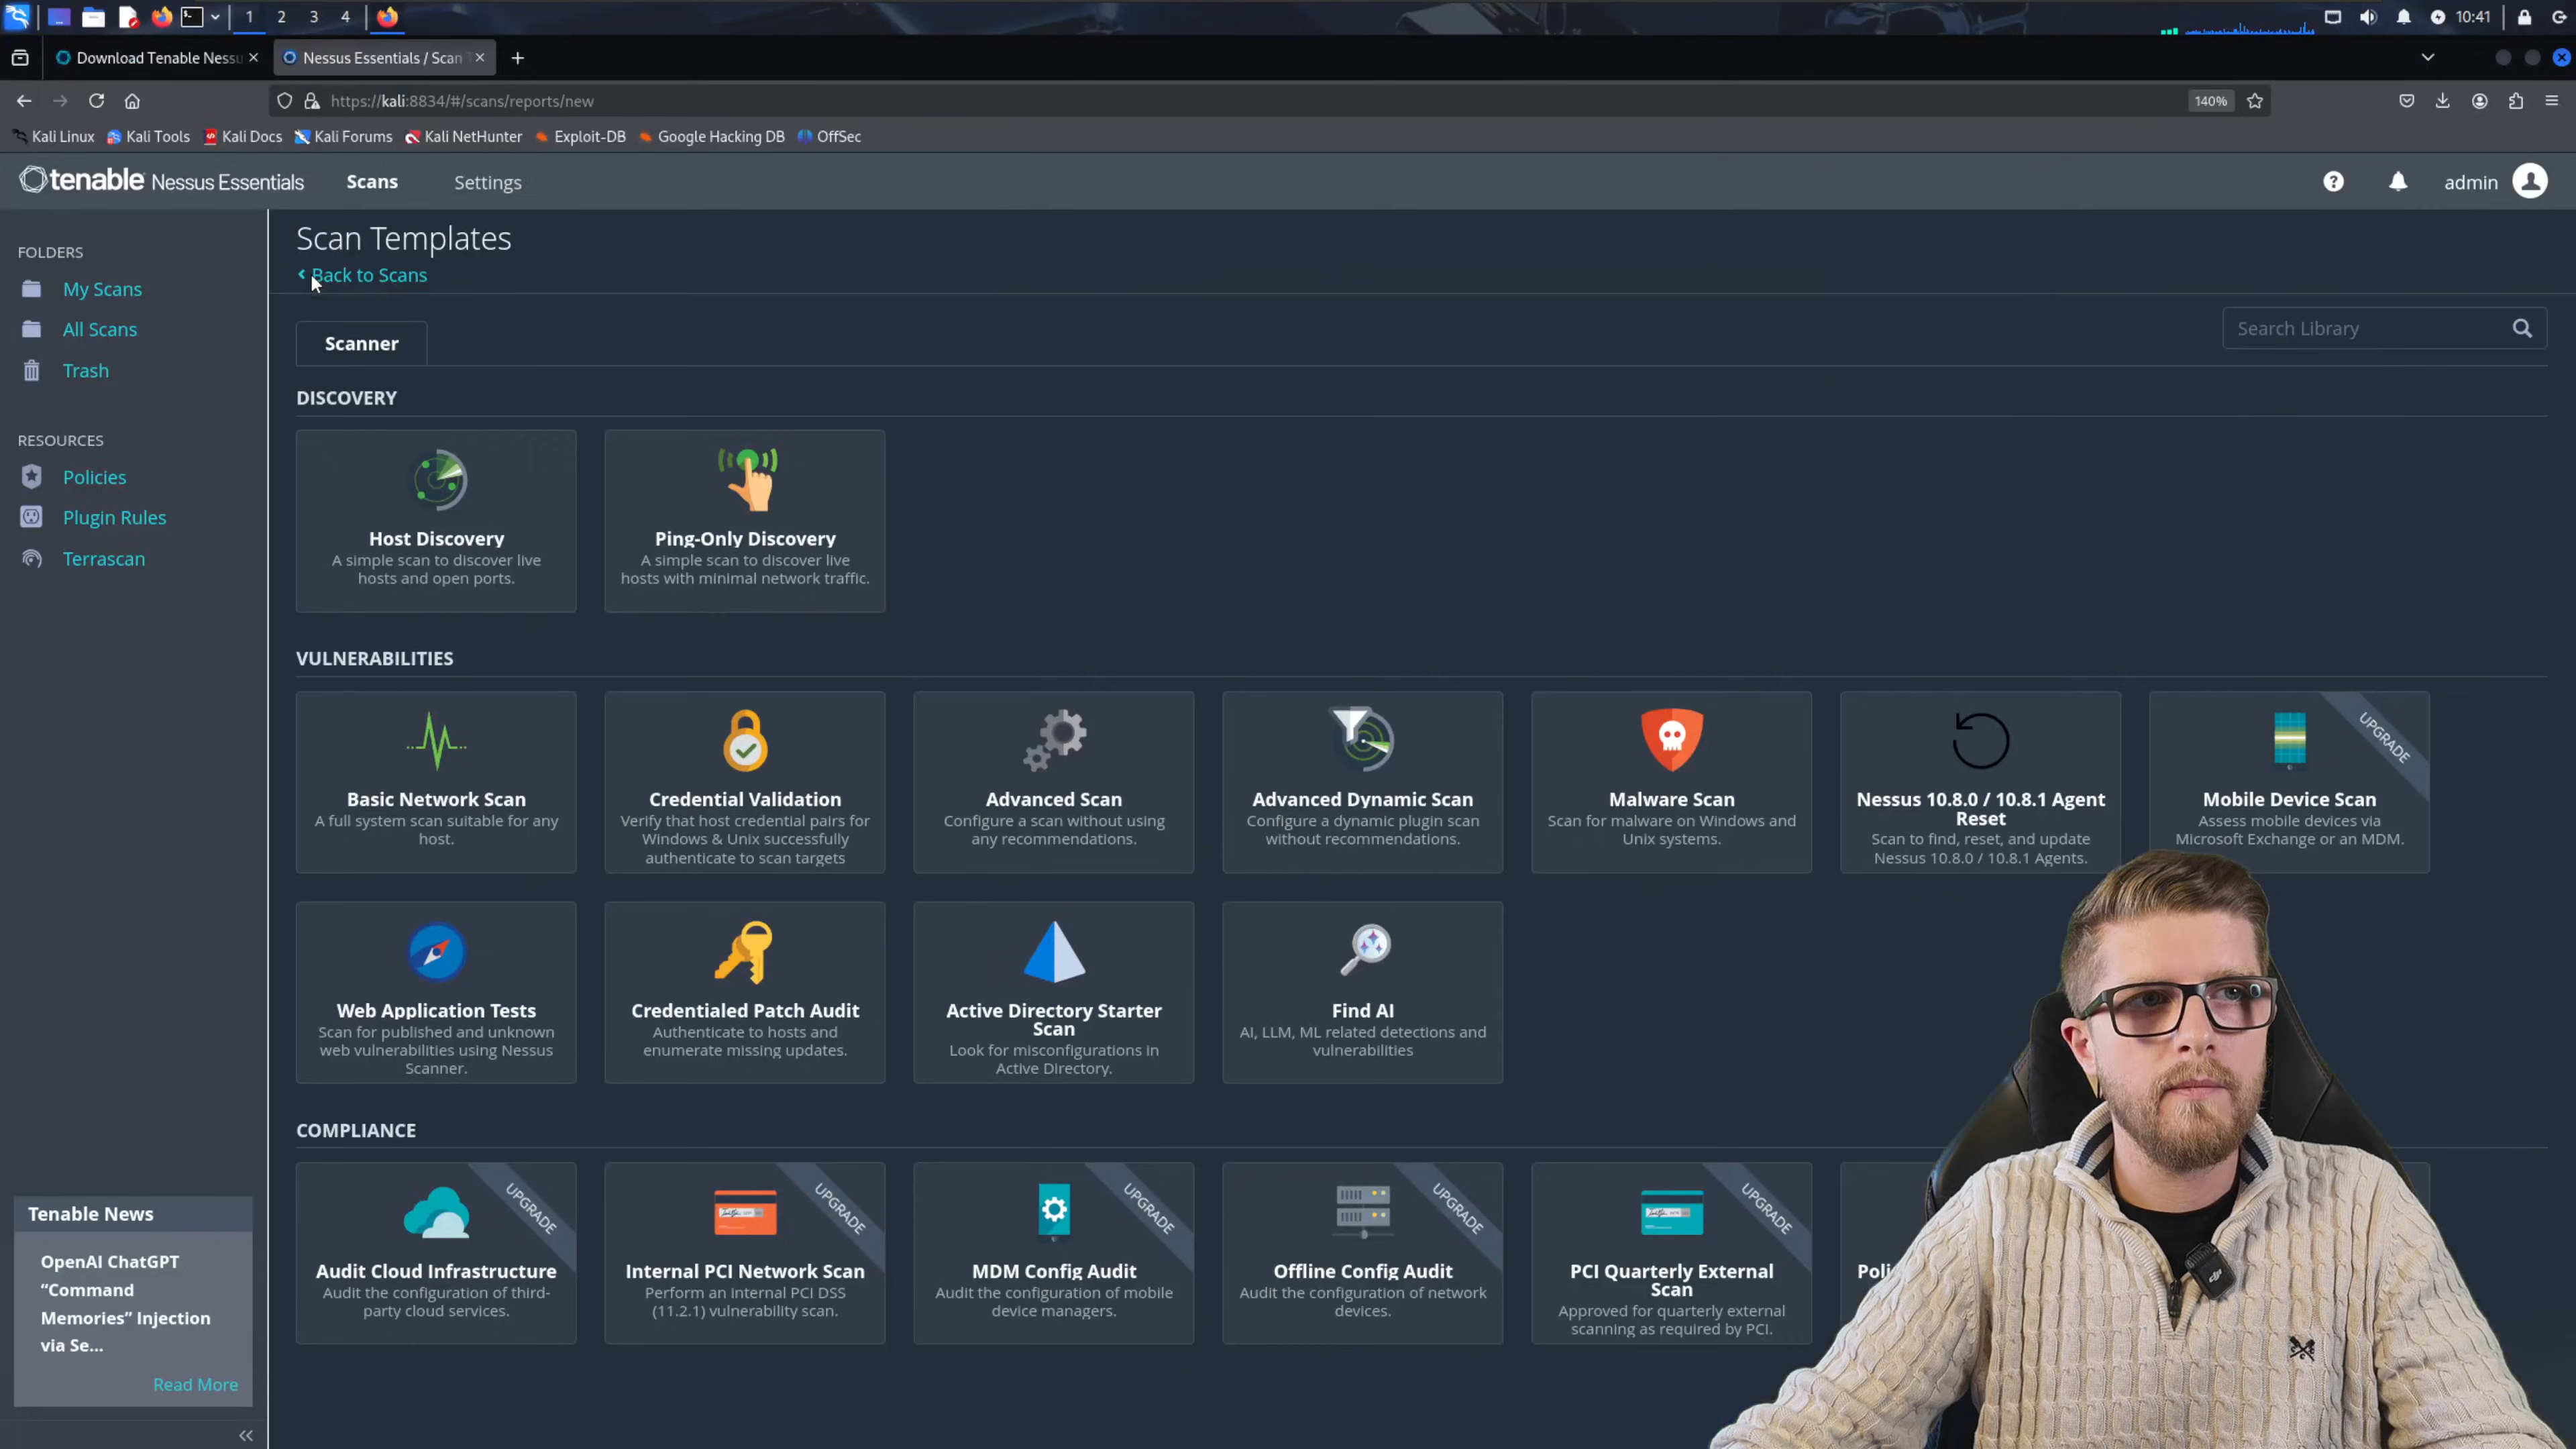 1 2 3 4
10:41
Download Tenable Nessu
Nessus Essentials / Scan
https://kali:8834/#/scans/reports/new
140%
Kali Linux
Kali Tools
Kali Docs
Kali Forums
Kali NetHunter
Exploit-DB
Google Hacking DB
OffSec
tenable Nessus Essentials
Scans
Settings
admin
FOLDERS
My Scans
All Scans
Trash
RESOURCES
Policies
Plugin Rules
Terrascan
Scan Templates
Back to Scans
Scanner
Search Library
DISCOVERY
Host Discovery
A simple scan to discover live
hosts and open ports.
Ping-Only Discovery
A simple scan to discover live
hosts with minimal network traffic.
VULNERABILITIES
Basic Network Scan
A full system scan suitable for any
host.
Credential Validation
Verify that host credential pairs for
Windows & Unix successfully
authenticate to scan targets
Advanced Scan
Configure a scan without using
any recommendations.
Advanced Dynamic Scan
Configure a dynamic plugin scan
without recommendations.
Malware Scan
Scan for malware on Windows and
Unix systems.
Nessus 10.8.0 / 10.8.1 Agent
Reset
Scan to find, reset, and update
Nessus 10.8.0 / 10.8.1 Agents.
UPGRADE
Mobile Device Scan
Assess mobile devices via
Microsoft Exchange or an MDM.
Web Application Tests
Scan for published and unknown
web vulnerabilities using Nessus
Scanner.
Credentialed Patch Audit
Authenticate to hosts and
enumerate missing updates.
Active Directory Starter
Scan
Look for misconfigurations in
Active Directory.
Find AI
AI, LLM, ML related detections and
vulnerabilities
COMPLIANCE
UPGRADE
Audit Cloud Infrastructure
Audit the configuration of third-
party cloud services.
UPGRADE
Internal PCI Network Scan
Perform an internal PCI DSS
(11.2.1) vulnerability scan.
UPGRADE
MDM Config Audit
Audit the configuration of mobile
device managers.
UPGRADE
Offline Config Audit
Audit the configuration of network
devices.
UPGRADE
PCI Quarterly External
Scan
Approved for quarterly external
scanning as required by PCI.
Tenable News
OpenAI ChatGPT
“Command
Memories” Injection
via Se...
Read More